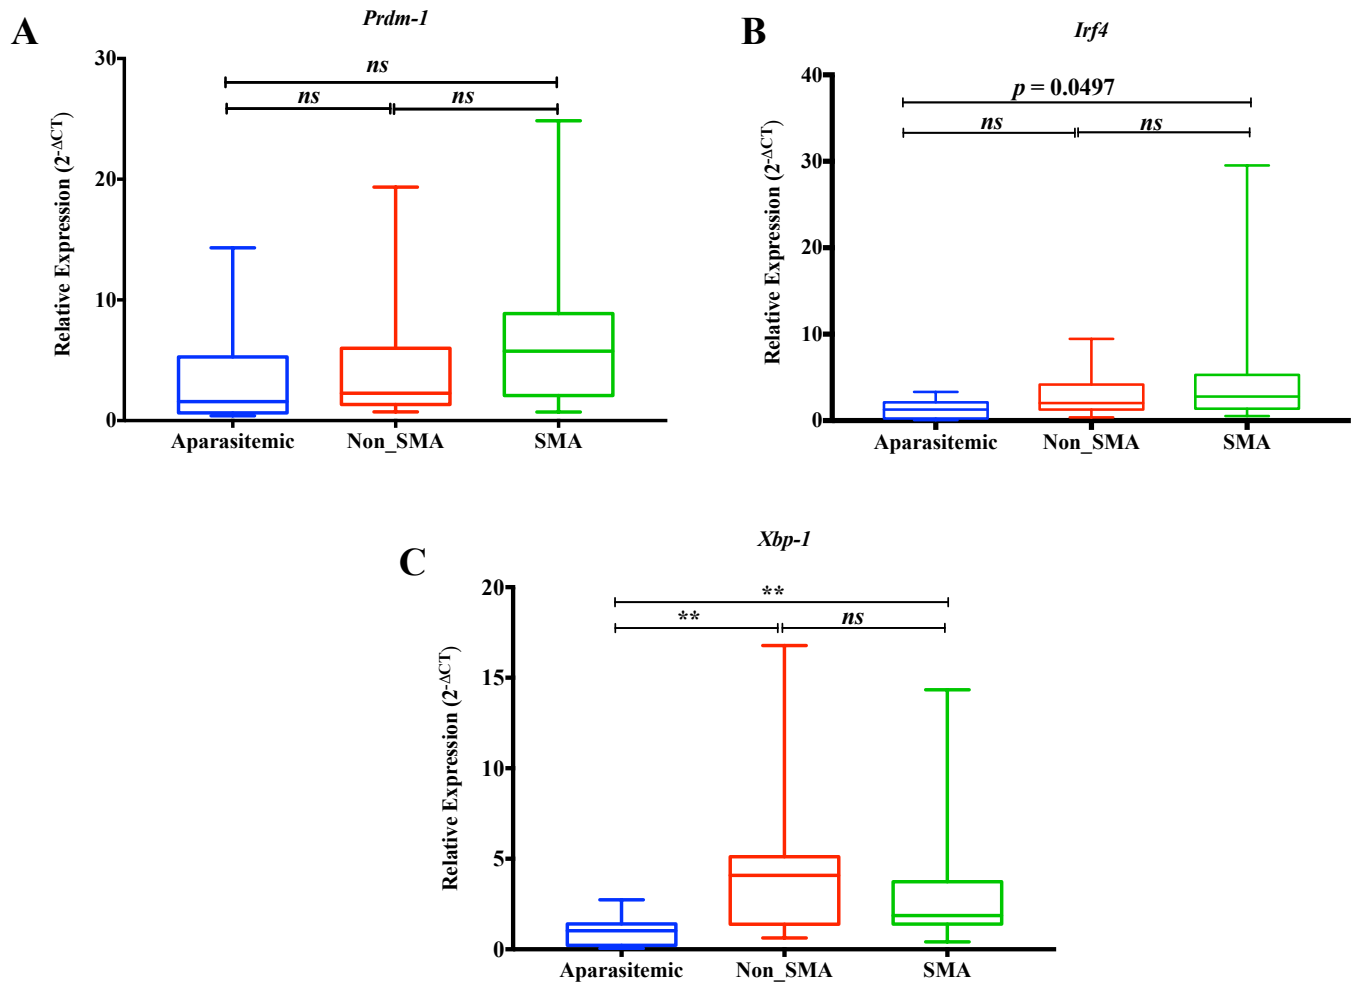 A
Prdm-1
Relative Expression (2-ΔCT)
30
20
10
0
ns
ns
ns
Aparasitemic
Non_SMA
SMA
B
Irf4
Relative Expression (2-ΔCT)
40
30
20
10
0
p = 0.0497
ns
ns
Aparasitemic
Non_SMA
SMA
C
Xbp-1
Relative Expression (2-ΔCT)
20
15
10
5
0
**
**
ns
Aparasitemic
Non_SMA
SMA